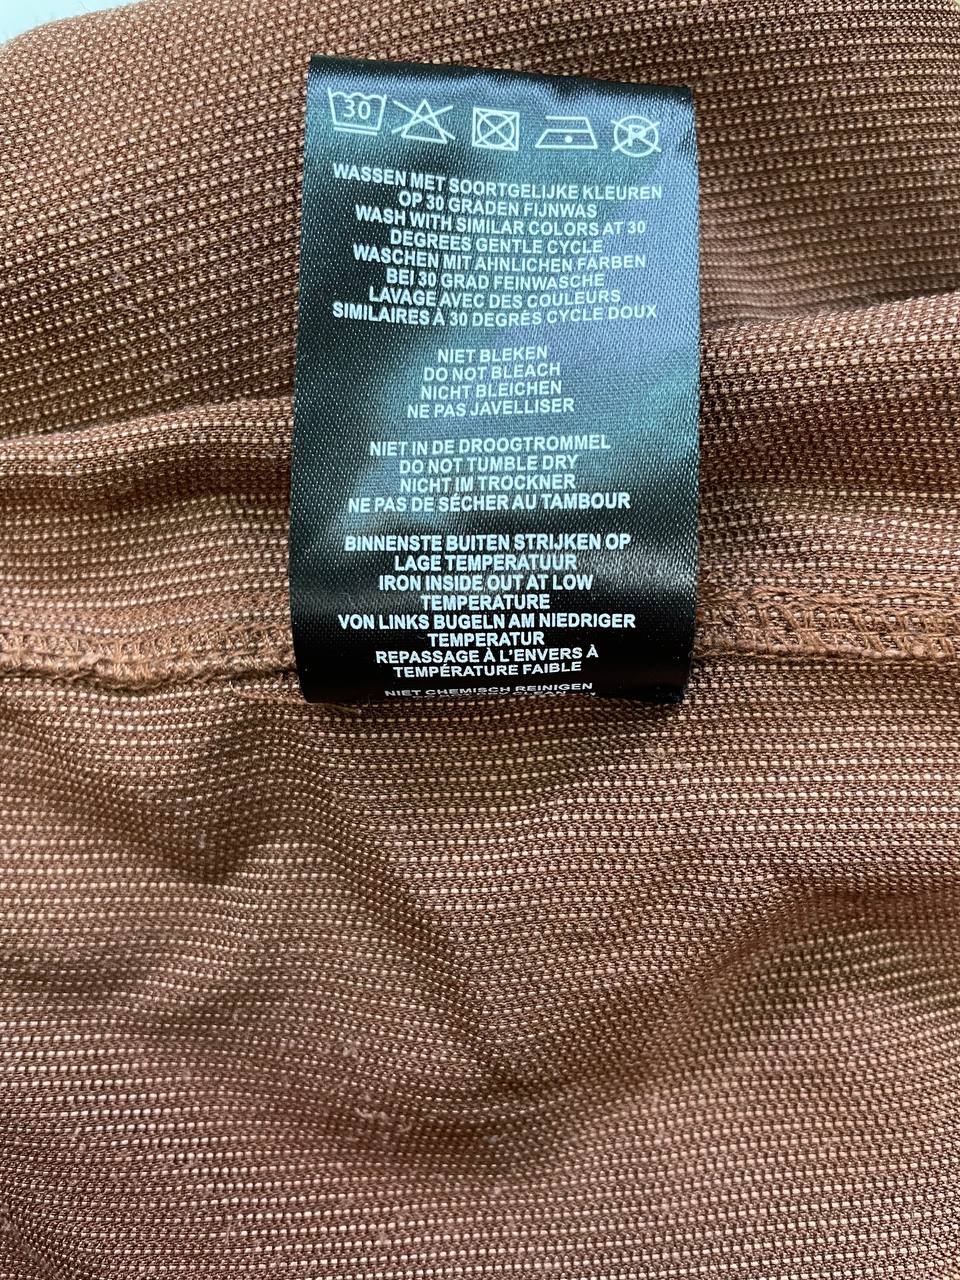 30
P
WASSEN MET SOORTGELIJKE KLEUREN
OP 30 GRADEN FIJNWAS
WASH WITH SIMILAR COLORS AT 30
DEGREES GENTLE CYCLE
WASCHEN MIT AHNLICHEN FARBEN
BEI 30 GRAD FEINWASCHE
LAVAGE AVEC DES COULEURS
SIMILAIRES À 30 DEGRÉS CYCLE DOUX
NIET BLEKEN
DO NOT BLEACH
NICHT BLEICHEN
NE PAS JAVELLISER
NIET IN DE DROOGTROMMEL
DO NOT TUMBLE DRY
NICHT IM TROCKNER
NE PAS DE SÉCHER AU TAMBOUR
BINNENSTE BUITEN STRIJKEN OP
LAGE TEMPERATUUR
IRON INSIDE OUT AT LOW
TEMPERATURE
VON LINKS BUGELN AM NIEDRIGER
TEMPERATUR
REPASSAGE À L'ENVERS À
TEMPÉRATURE FAIBLE
NIET CHEMISCH REINIGEN